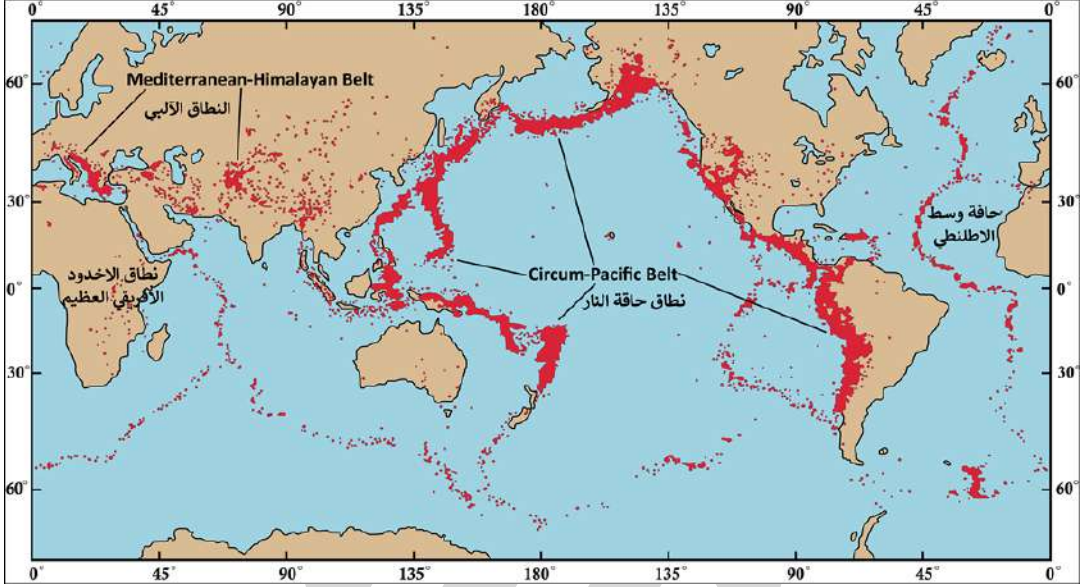 0° 45° 90° 135° 180° 135° 90° 45° 0°
60° 60°
Mediterranean-Himalayan Belt
النطاق الآلبي
30° 30°
حافة وسط
الاطلنطي
نطاق الاخدود
الأفريقي العظيم
Circum-Pacific Belt
نطاق حافة النار
0° 0°
30° 30°
60° 60°
0° 45° 90° 135° 180° 135° 90° 45° 0°